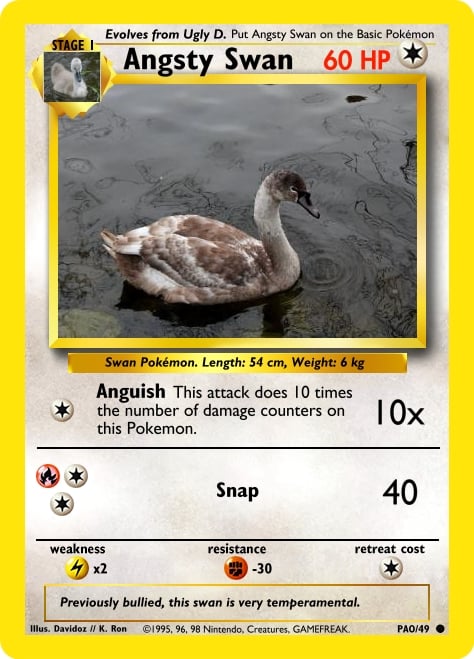 Evolves from Ugly D. Put Angsty Swan on the Basic Pokémon
STAGE 1
Angsty Swan 60 HP
Swan Pokémon. Length: 54 cm, Weight: 6 kg
Anguish This attack does 10 times
the number of damage counters on
this Pokemon.
10x
Snap 40
weakness resistance retreat cost
x2 -30
Previously bullied, this swan is very temperamental.
Illus. Davidoz // K. Ron ©1995, 96, 98 Nintendo, Creatures, GAMEFREAK. PAO/49